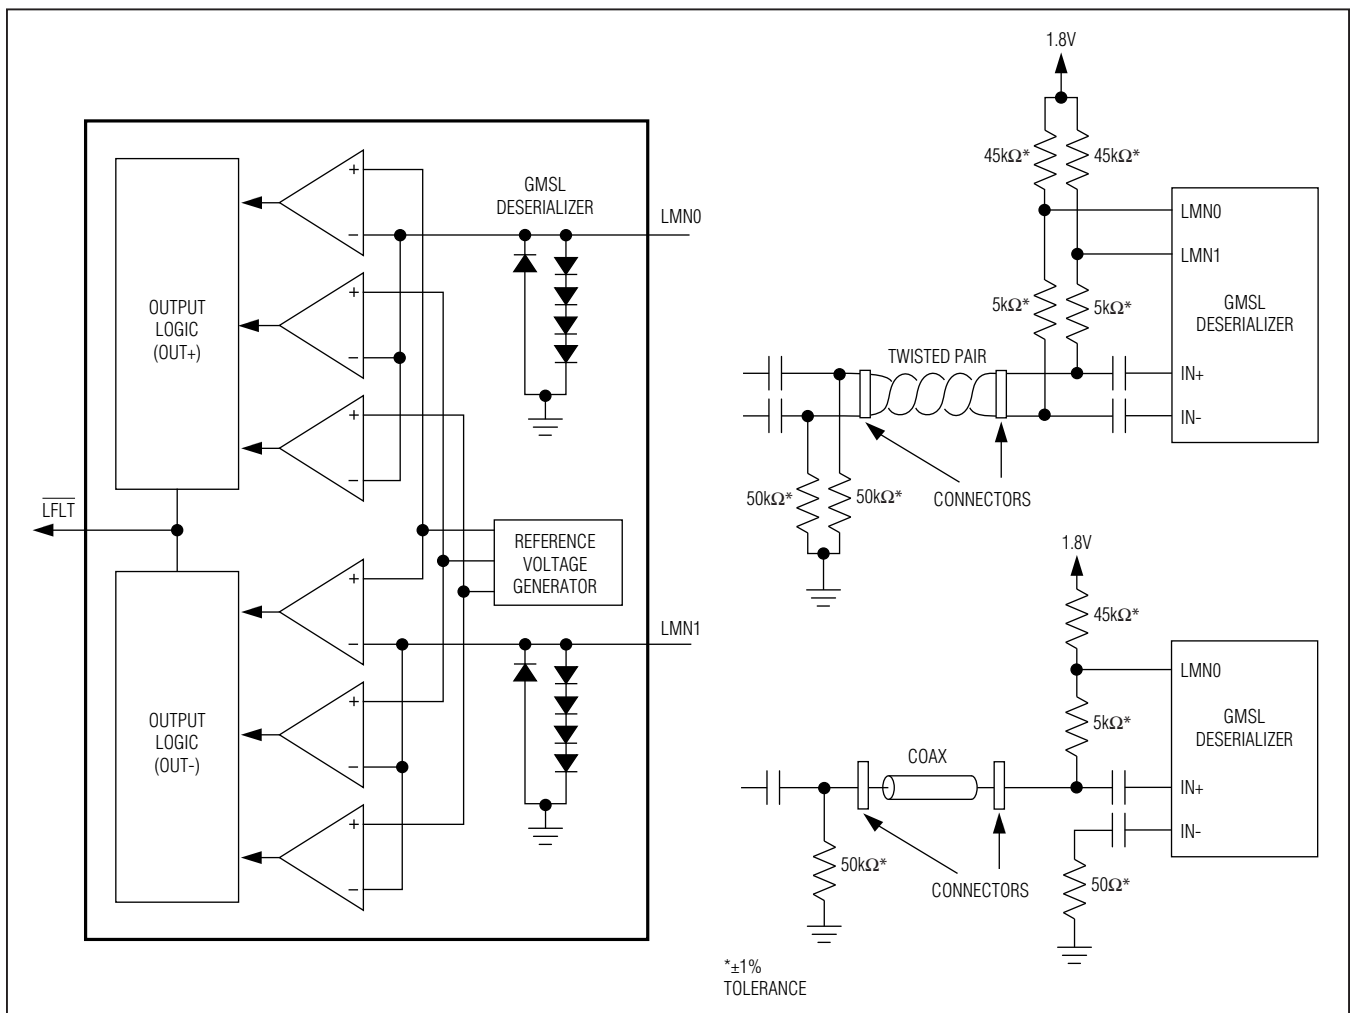 GMSL
DESERIALIZER
LMN0
+
−
+
−
+
−
OUTPUT
LOGIC
(OUT+)
LFLT
REFERENCE
VOLTAGE
GENERATOR
LMN1
+
−
+
−
+
−
OUTPUT
LOGIC
(OUT-)
1.8V
45kΩ*
45kΩ*
LMN0
LMN1
5kΩ*
5kΩ*
GMSL
DESERIALIZER
TWISTED PAIR
IN+
IN-
50kΩ*
50kΩ*
CONNECTORS
1.8V
45kΩ*
LMN0
5kΩ*
GMSL
DESERIALIZER
COAX
IN+
IN-
50kΩ*
CONNECTORS
50Ω*
*±1%
TOLERANCE